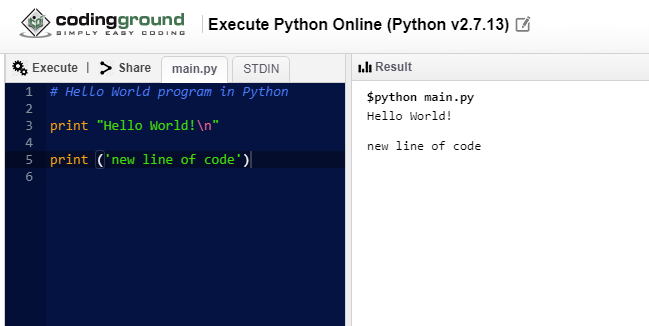 codingground
SIMPLY EASY CODING
Execute Python Online (Python v2.7.13)
Execute | Share main.py STDIN
1 # Hello World program in Python
2
3 print "Hello World!\n"
4
5 print ('new line of code')
6
Result
$python main.py
Hello World!
new line of code